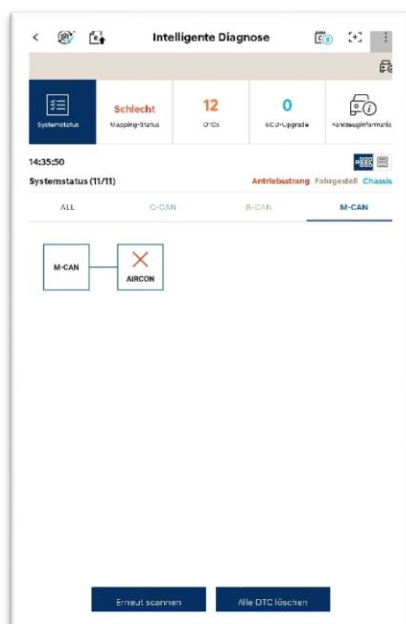 Intelligente Diagnose
Systemstatus
Schlecht
Mapping-Status
12
DTCs
0
ECU-Upgrade
Fahrzeuginformatio
14:35:50
Systemstatus (11/11)
Antriebsstrang Fahrgestell Chassis
ALL
C-CAN
B-CAN
M-CAN
M-CAN
AIRCON
Erneut scannen
Alle DTC löschen